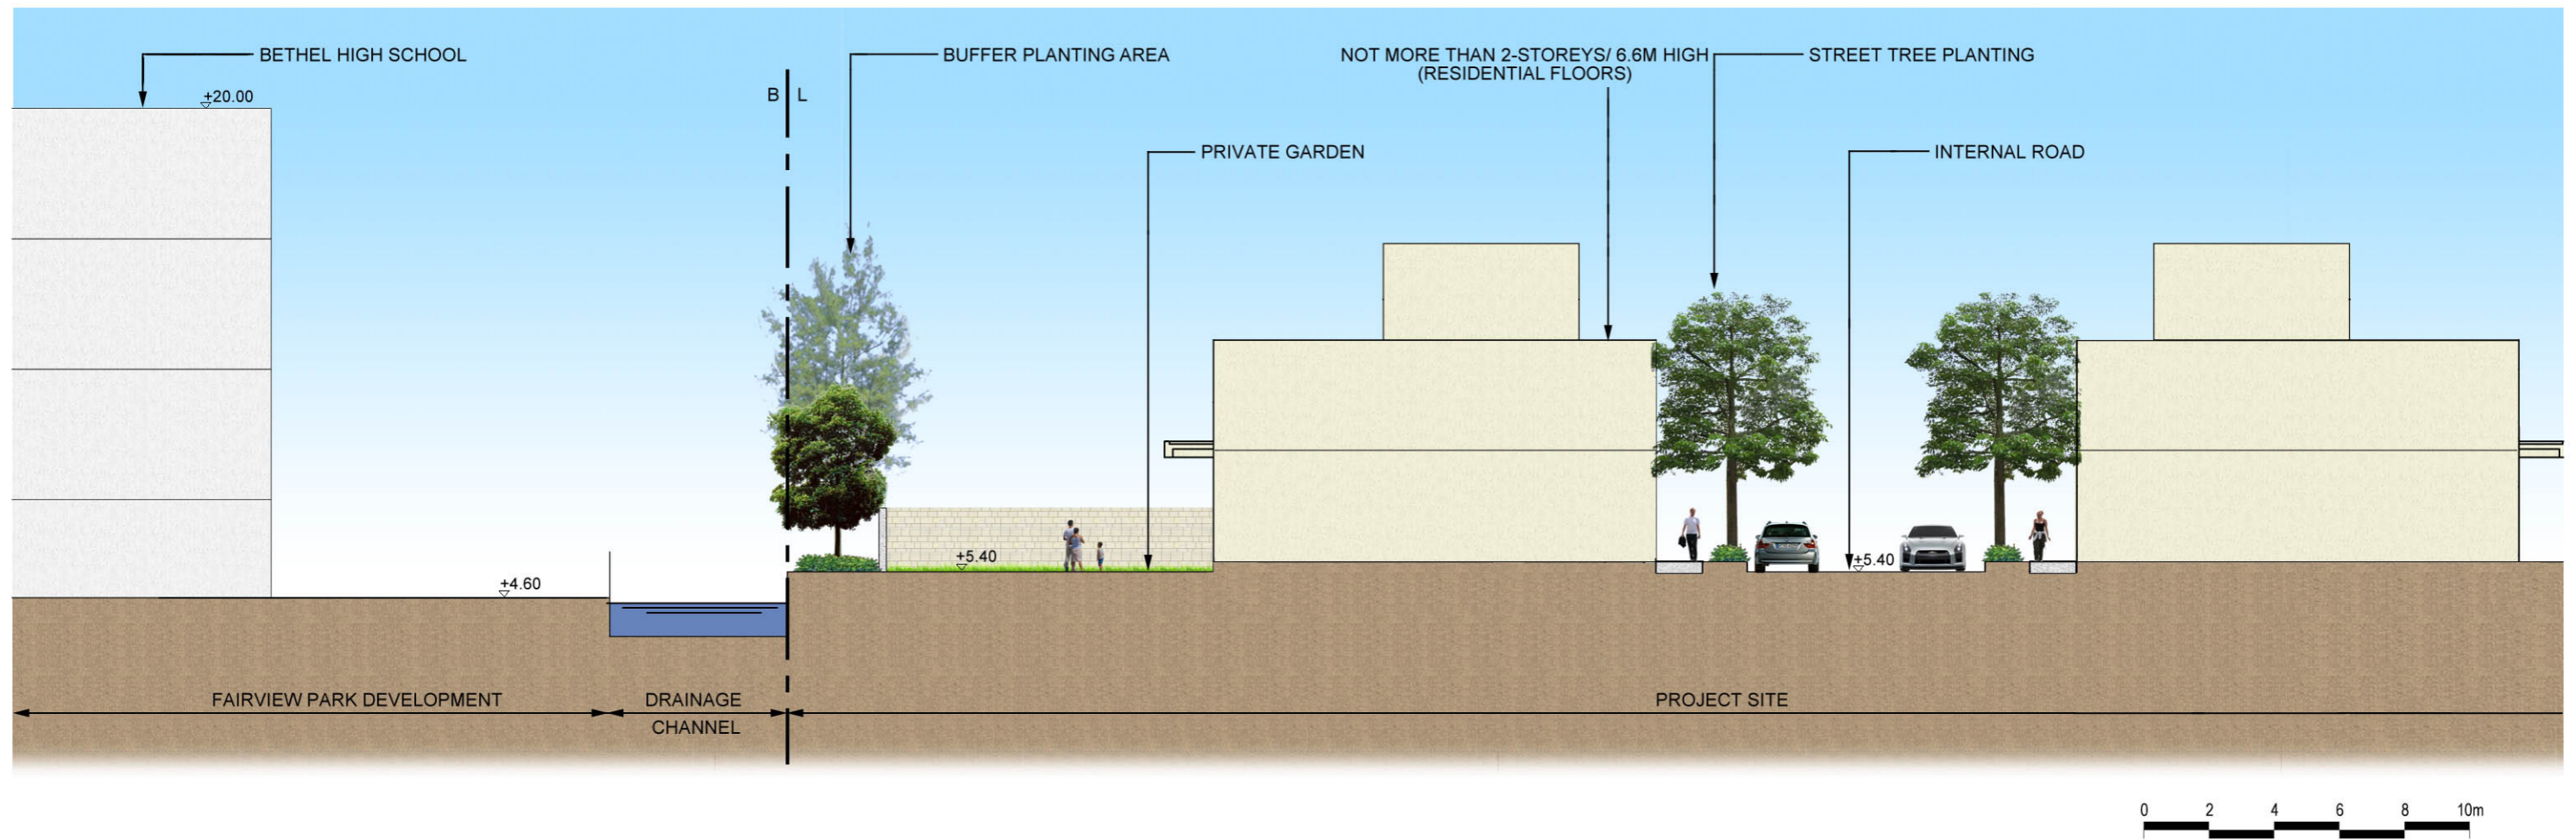 BETHEL HIGH SCHOOL
BUFFER PLANTING AREA
NOT MORE THAN 2-STOREYS/ 6.6M HIGH
(RESIDENTIAL FLOORS)
STREET TREE PLANTING
+20.00
B L
PRIVATE GARDEN
INTERNAL ROAD
+5.40
+5.40
+4.60
FAIRVIEW PARK DEVELOPMENT
DRAINAGE
CHANNEL
PROJECT SITE
0 2 4 6 8 10m